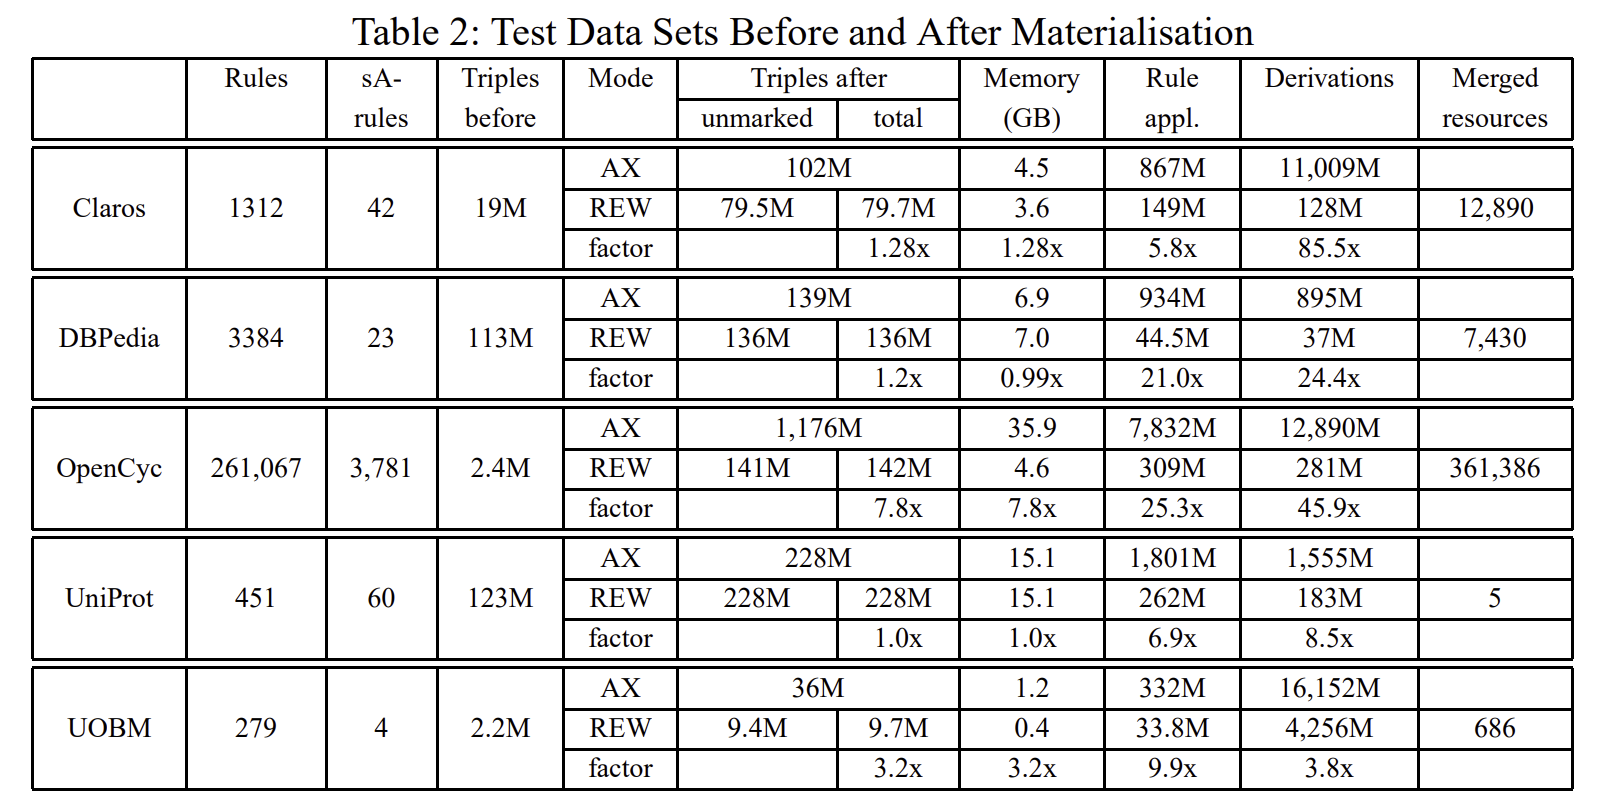 Table 2: Test Data Sets Before and After Materialisation
Rules sA- Triples Mode Triples after Memory Rule Derivations Merged
rules before unmarked total (GB) appl. resources
AX 102M 4.5 867M 11,009M
Claros 1312 42 19M REW 79.5M 79.7M 3.6 149M 128M 12,890
factor 1.28x 1.28x 5.8x 85.5x
AX 139M 6.9 934M 895M
DBPedia 3384 23 113M REW 136M 136M 7.0 44.5M 37M 7,430
factor 1.2x 0.99x 21.0x 24.4x
AX 1,176M 35.9 7,832M 12,890M
OpenCyc 261,067 3,781 2.4M REW 141M 142M 4.6 309M 281M 361,386
factor 7.8x 7.8x 25.3x 45.9x
AX 228M 15.1 1,801M 1,555M
UniProt 451 60 123M REW 228M 228M 15.1 262M 183M 5
factor 1.0x 1.0x 6.9x 8.5x
AX 36M 1.2 332M 16,152M
UOBM 279 4 2.2M REW 9.4M 9.7M 0.4 33.8M 4,256M 686
factor 3.2x 3.2x 9.9x 3.8x